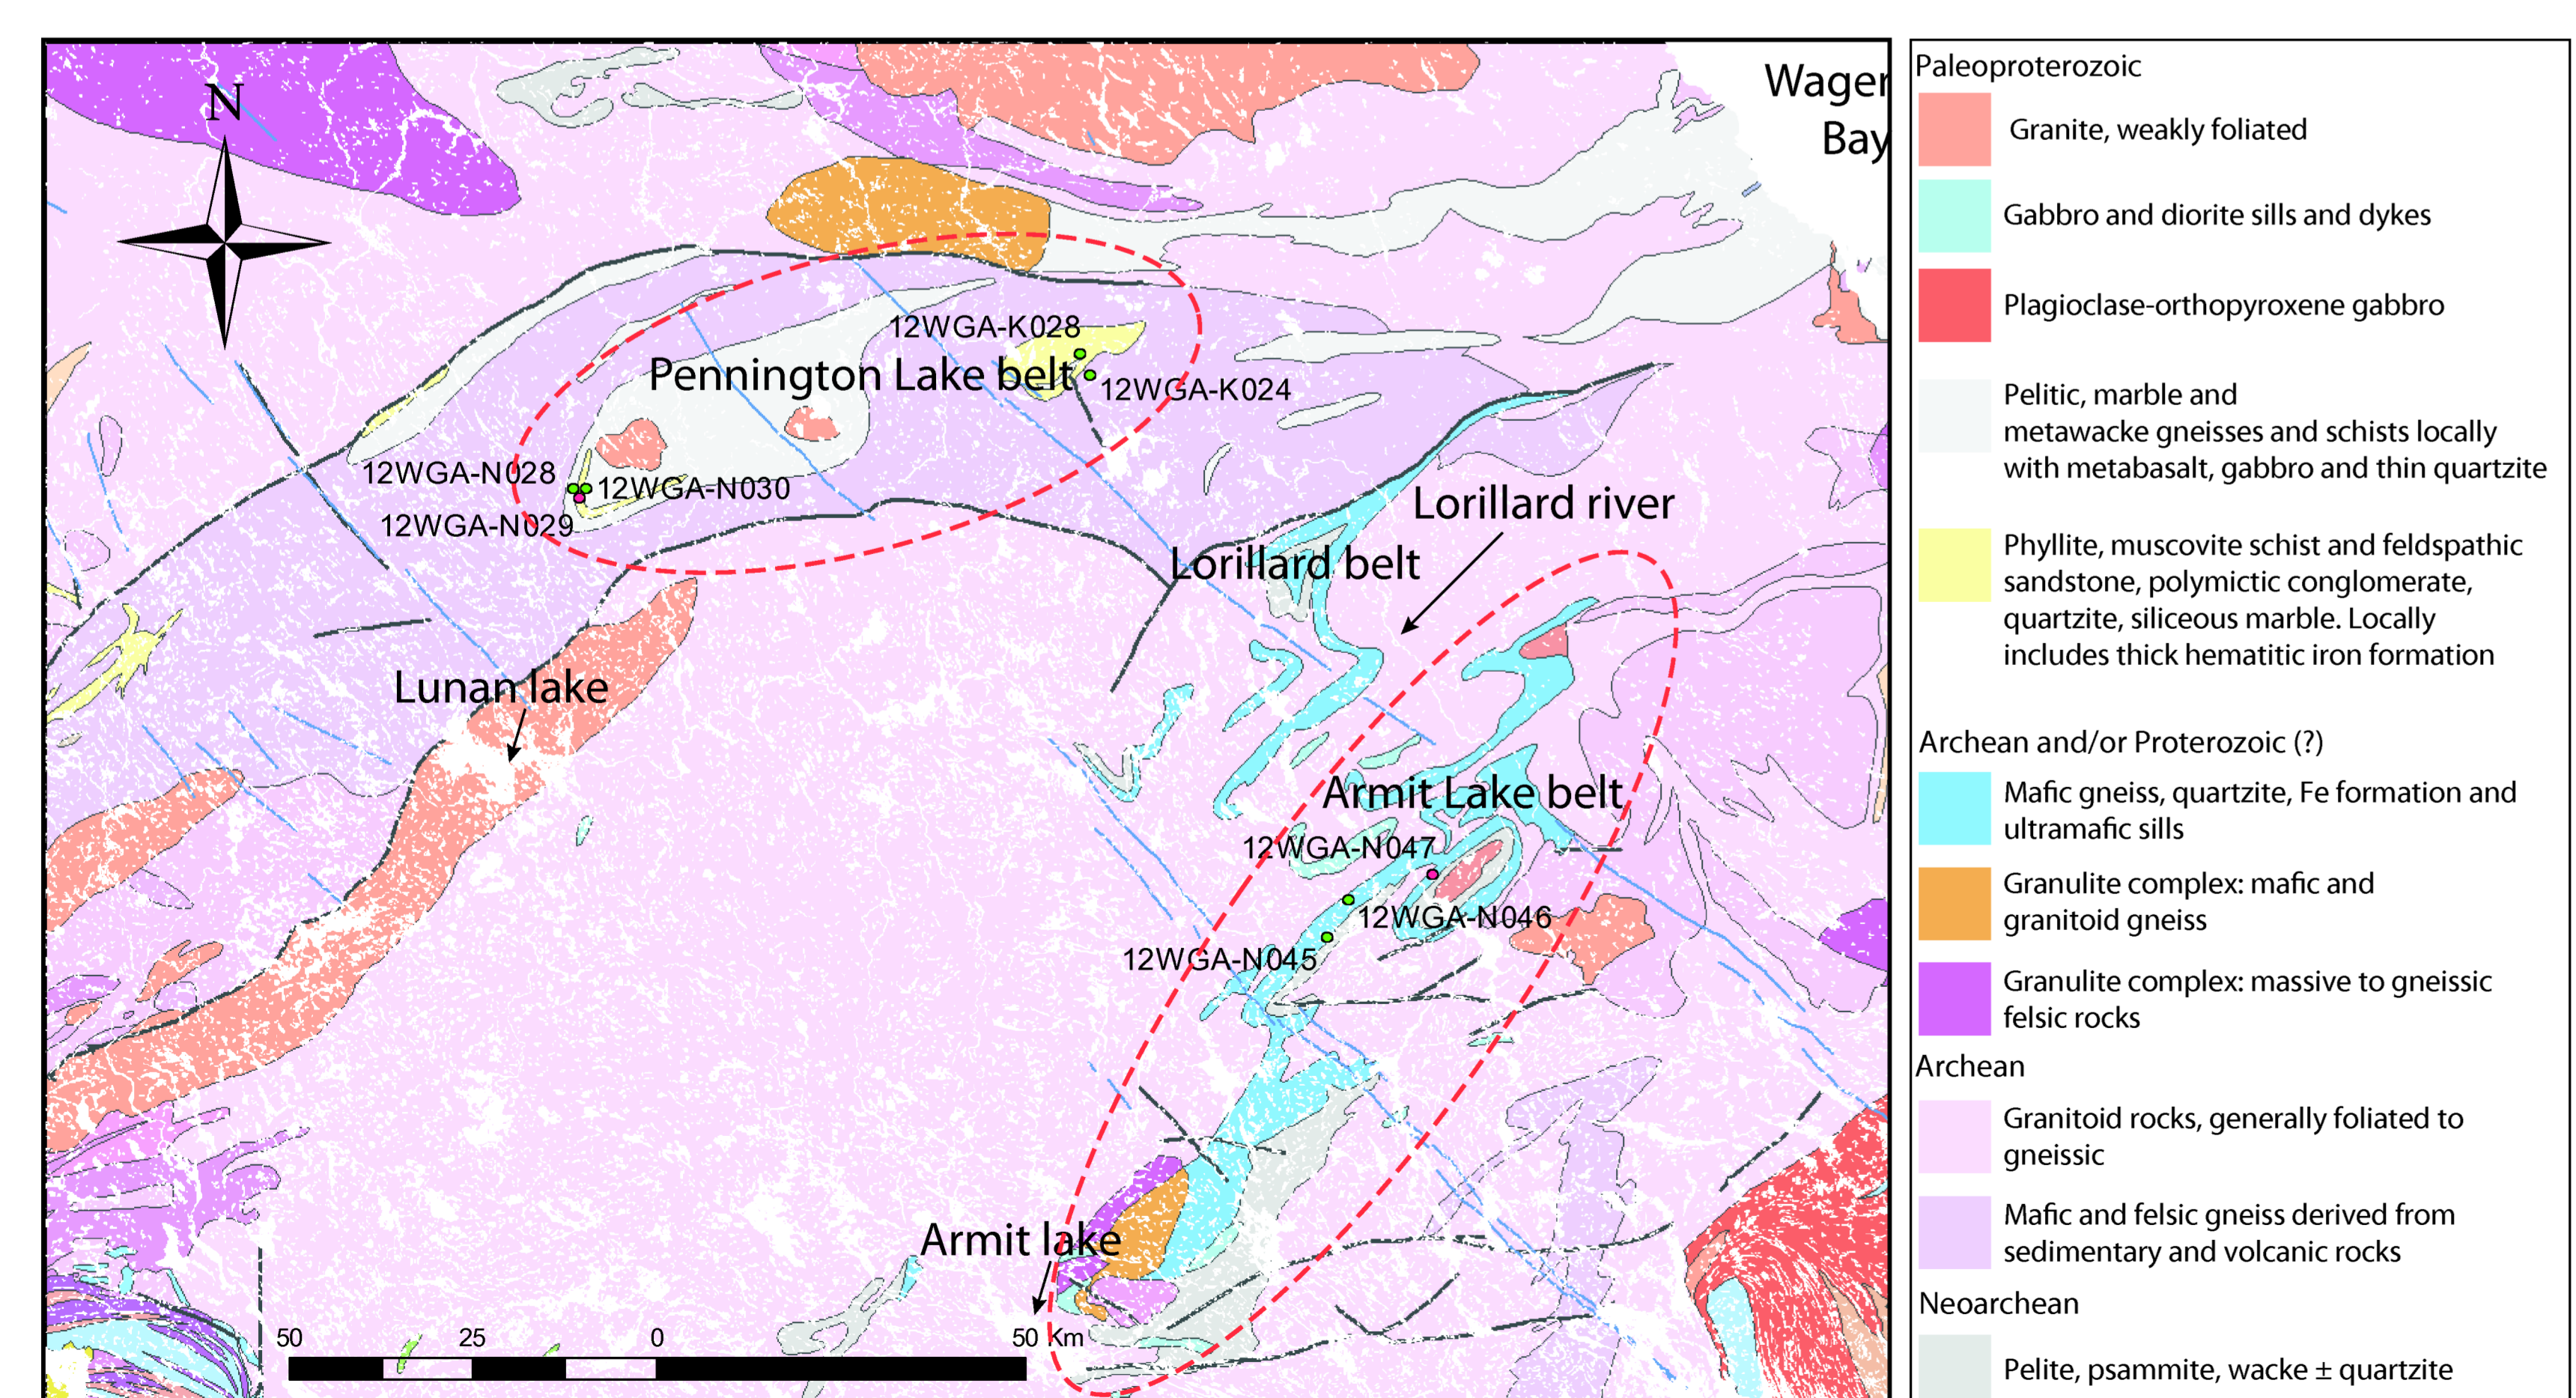 Wager
Bay
N
12WGA-K028
Pennington Lake belt
12WGA-K024
12WGA-N028
12WGA-N030
12WGA-N029
Lorillard river
Lorillard belt
Lunan lake
Armit Lake belt
12WGA-N047
12WGA-N046
12WGA-N045
Armit lake
50 25 0 50 Km
Paleoproterozoic
Granite, weakly foliated
Gabbro and diorite sills and dykes
Plagioclase-orthopyroxene gabbro
Pelitic, marble and
metawacke gneisses and schists locally
with metabasalt, gabbro and thin quartzite
Phyllite, muscovite schist and feldspathic
sandstone, polymictic conglomerate,
quartzite, siliceous marble. Locally
includes thick hematitic iron formation
Archean and/or Proterozoic (?)
Mafic gneiss, quartzite, Fe formation and
ultramafic sills
Granulite complex: mafic and
granitoid gneiss
Granulite complex: massive to gneissic
felsic rocks
Archean
Granitoid rocks, generally foliated to
gneissic
Mafic and felsic gneiss derived from
sedimentary and volcanic rocks
Neoarchean
Pelite, psammite, wacke ± quartzite